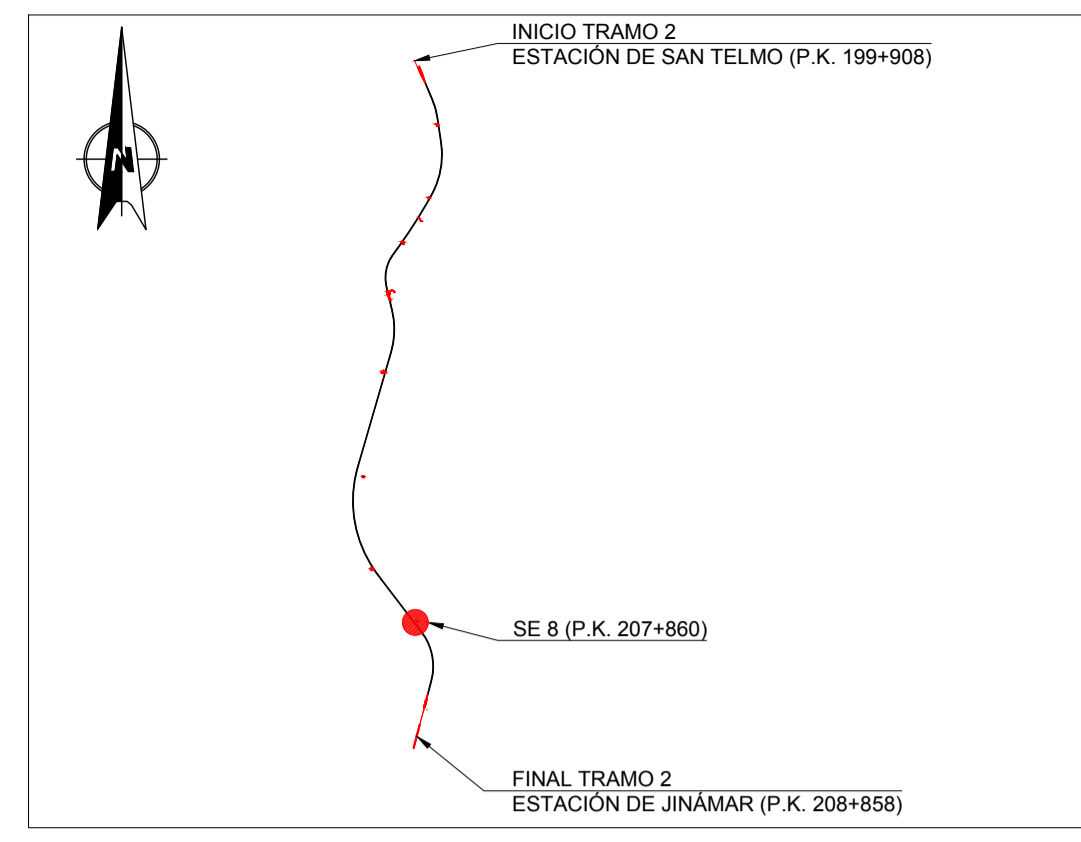 INICIO TRAMO 2
ESTACIÓN DE SAN TELMO (P.K. 199+908)
N
SE 8 (P.K. 207+860)
FINAL TRAMO 2
ESTACIÓN DE JINÁMAR (P.K. 208+858)